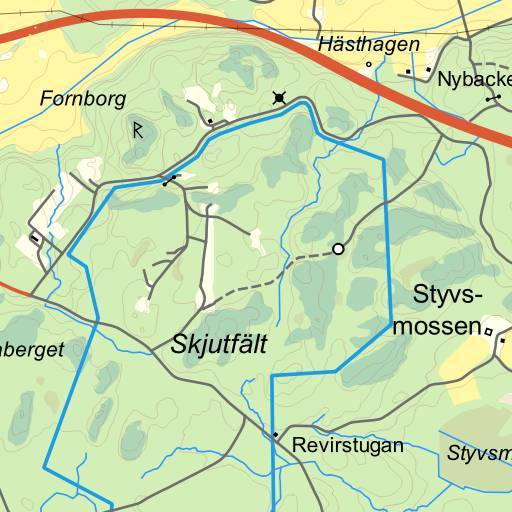 Hästhagen
Nybacke
Fornborg
R
Styvs-
mossen
Skjutfält
berget
Revirstugan
Styvsm